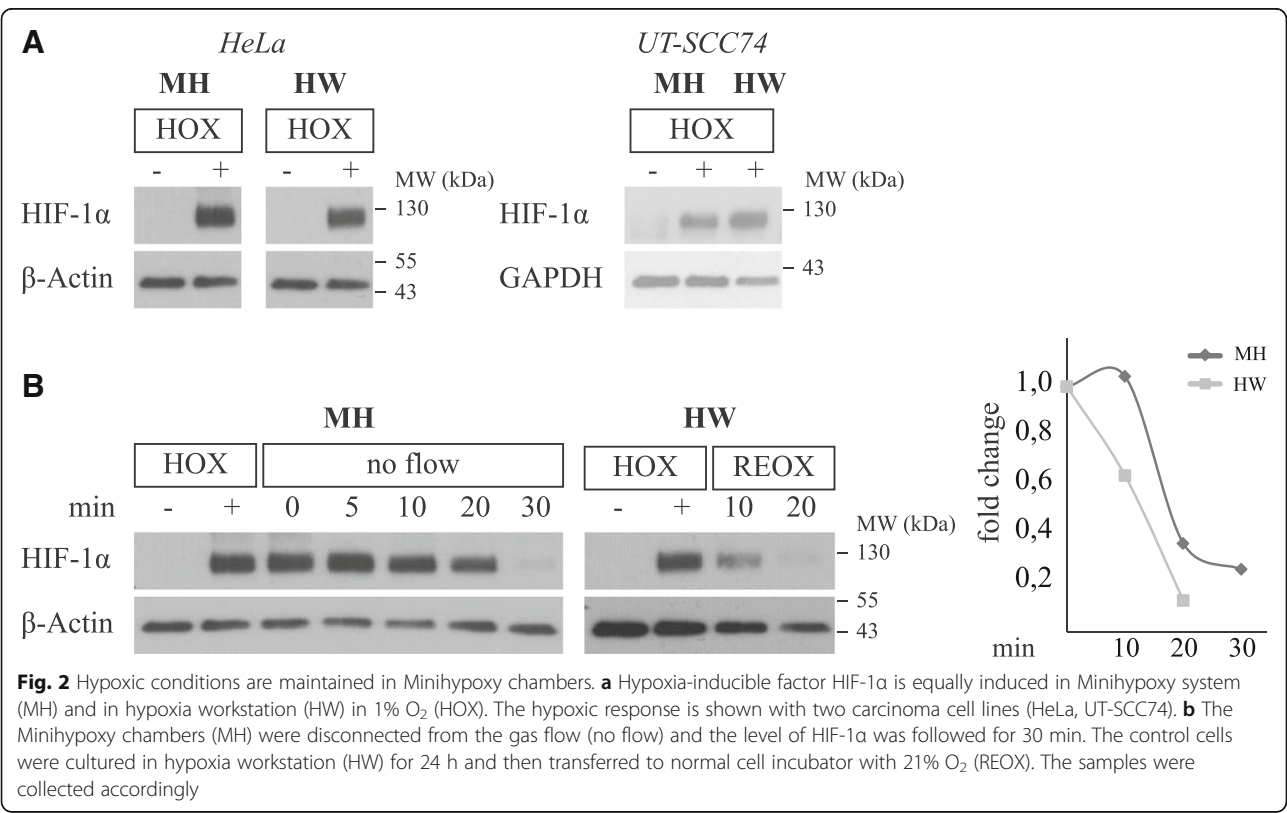 A
HeLa
MH HW
HOX HOX
- + - +
MW (kDa)
HIF-1α
130
β-Actin
55
43
UT-SCC74
MH HW
HOX
- + +
MW (kDa)
HIF-1α
130
GAPDH
43
B
MH
HOX no flow
min - + 0 5 10 20 30
HIF-1α
β-Actin
HW
HOX REOX
- + 10 20
MW (kDa)
130
55
43
MH
HW
fold change
1,0
0,8
0,6
0,4
0,2
min 10 20 30
Fig. 2 Hypoxic conditions are maintained in Minihypoxy chambers. a Hypoxia-inducible factor HIF-1α is equally induced in Minihypoxy system
(MH) and in hypoxia workstation (HW) in 1% O₂ (HOX). The hypoxic response is shown with two carcinoma cell lines (HeLa, UT-SCC74). b The
Minihypoxy chambers (MH) were disconnected from the gas flow (no flow) and the level of HIF-1α was followed for 30 min. The control cells
were cultured in hypoxia workstation (HW) for 24 h and then transferred to normal cell incubator with 21% O₂ (REOX). The samples were
collected accordingly